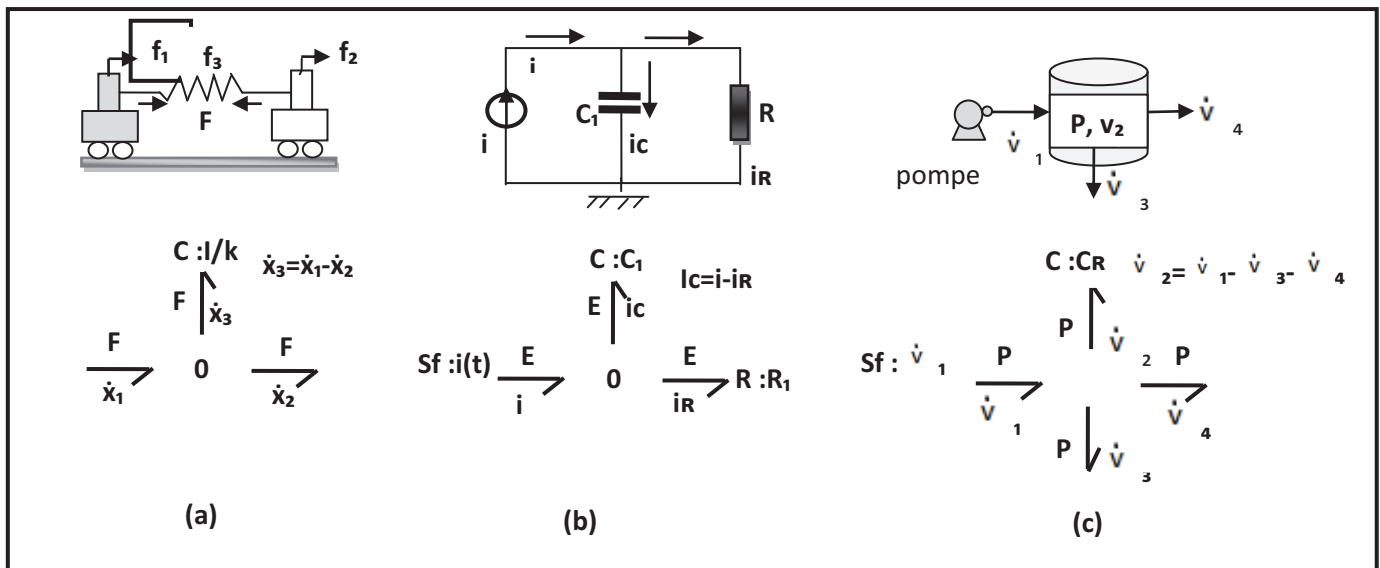 f₁ f₃ f₂
F
i
C₁
R
i
ic
iR
P, v₂
v̇ 1
v̇ 4
v̇ 3
pompe
C :I/k ẋ₃=ẋ₁-ẋ₂
F ẋ₃
F 0 F
ẋ₁ ẋ₂
C :C₁ Ic=i-iR
E ic
Sf :i(t) E 0 E R :R₁
i iR
C :CR v̇ 2= v̇ 1- v̇ 3- v̇ 4
P v̇ 2
Sf : v̇ 1 P P
v̇ 1 v̇ 4
P v̇ 3
(a) (b) (c)